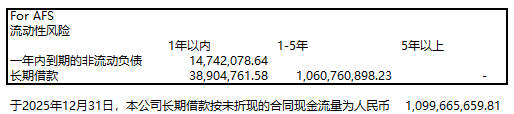 For AFS
流动性风险
1年以内 1-5年 5年以上
一年内到期的非流动负债 14,742,078.64
长期借款 38,904,761.58 1,060,760,898.23 -
于2025年12月31日，本公司长期借款按未折现的合同现金流量为人民币 1,099,665,659.81